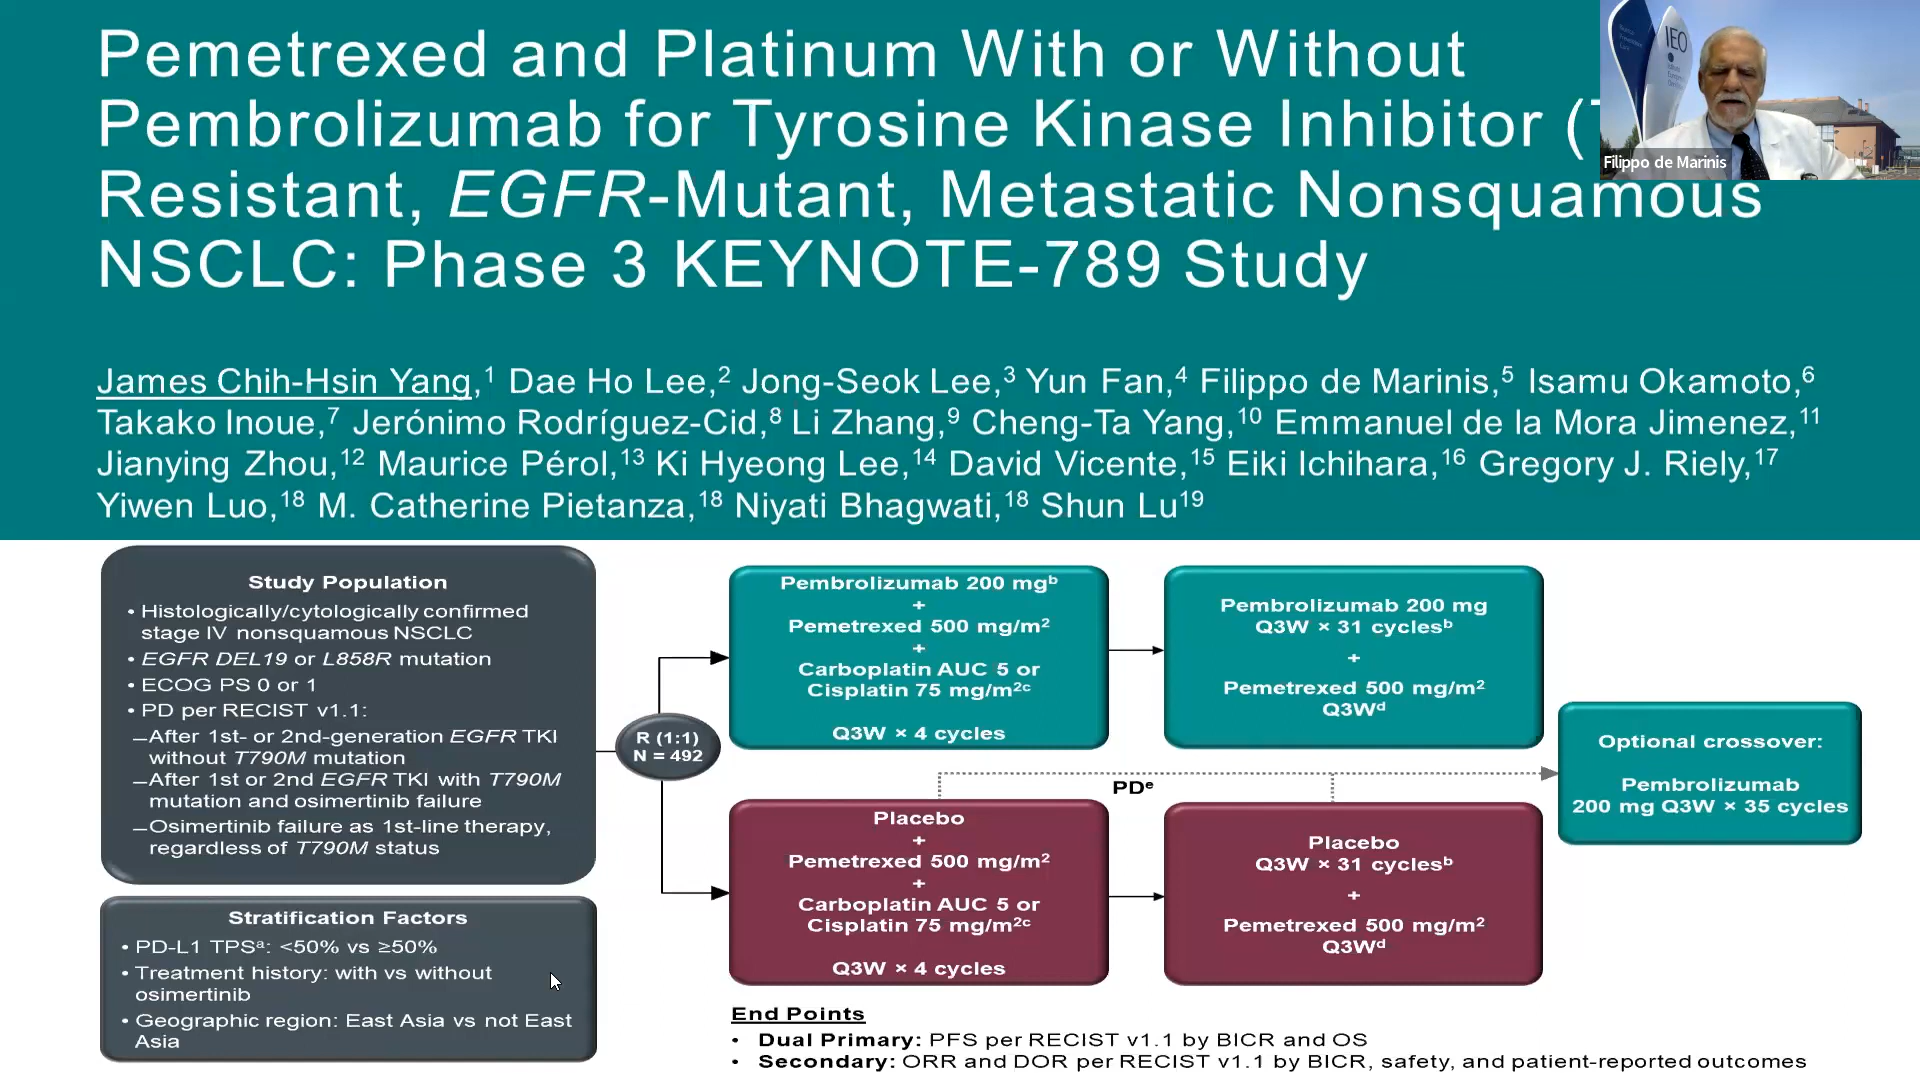 Pemetrexed and Platinum With or Without
Pembrolizumab for Tyrosine Kinase Inhibitor (
Resistant, EGFR-Mutant, Metastatic Nonsquamous
NSCLC: Phase 3 KEYNOTE-789 Study
IEO
Filippo de Marinis
James Chih-Hsin Yang,¹ Dae Ho Lee,² Jong-Seok Lee,³ Yun Fan,⁴ Filippo de Marinis,⁵ Isamu Okamoto,⁶
Takako Inoue,⁷ Jerónimo Rodríguez-Cid,⁸ Li Zhang,⁹ Cheng-Ta Yang,¹⁰ Emmanuel de la Mora Jimenez,¹¹
Jianying Zhou,¹² Maurice Pérol,¹³ Ki Hyeong Lee,¹⁴ David Vicente,¹⁵ Eiki Ichihara,¹⁶ Gregory J. Riely,¹⁷
Yiwen Luo,¹⁸ M. Catherine Pietanza,¹⁸ Niyati Bhagwati,¹⁸ Shun Lu¹⁹
Study Population
• Histologically/cytologically confirmed
stage IV nonsquamous NSCLC
• EGFR DEL19 or L858R mutation
• ECOG PS 0 or 1
• PD per RECIST v1.1:
–After 1st- or 2nd-generation EGFR TKI
without T790M mutation
–After 1st or 2nd EGFR TKI with T790M
mutation and osimertinib failure
–Osimertinib failure as 1st-line therapy,
regardless of T790M status
Stratification Factors
• PD-L1 TPSᵃ: <50% vs ≥50%
• Treatment history: with vs without
osimertinib
• Geographic region: East Asia vs not East
Asia
R (1:1)
N = 492
Pembrolizumab 200 mgᵇ
+
Pemetrexed 500 mg/m²
+
Carboplatin AUC 5 or
Cisplatin 75 mg/m²ᶜ
Q3W × 4 cycles
Pembrolizumab 200 mg
Q3W × 31 cyclesᵇ
+
Pemetrexed 500 mg/m²
Q3Wᵈ
PDᵉ
Optional crossover:
Pembrolizumab
200 mg Q3W × 35 cycles
Placebo
+
Pemetrexed 500 mg/m²
+
Carboplatin AUC 5 or
Cisplatin 75 mg/m²ᶜ
Q3W × 4 cycles
Placebo
Q3W × 31 cyclesᵇ
+
Pemetrexed 500 mg/m²
Q3Wᵈ
End Points
• Dual Primary: PFS per RECIST v1.1 by BICR and OS
• Secondary: ORR and DOR per RECIST v1.1 by BICR, safety, and patient-reported outcomes